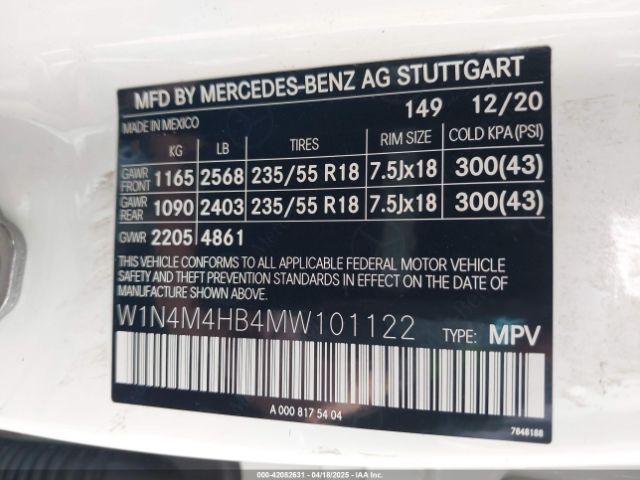 MFD BY MERCEDES-BENZ AG STUTTGART
MADE IN MEXICO 149 12/20
KG LB TIRES RIM SIZE COLD KPA(PSI)
GAWR FRONT 1165 2568 235/55 R18 7.5Jx18 300(43)
GAWR REAR 1090 2403 235/55 R18 7.5Jx18 300(43)
GVWR 2205 4861
THIS VEHICLE CONFORMS TO ALL APPLICABLE FEDERAL MOTOR VEHICLE
SAFETY AND THEFT PREVENTION STANDARDS IN EFFECT ON THE DATE OF
MANUFACTURE SHOWN ABOVE.
W1N4M4HB4MW101122 TYPE: MPV
A 000 817 54 04
7848188
000-42082631 - 04/18/2025 - IAA, Inc.